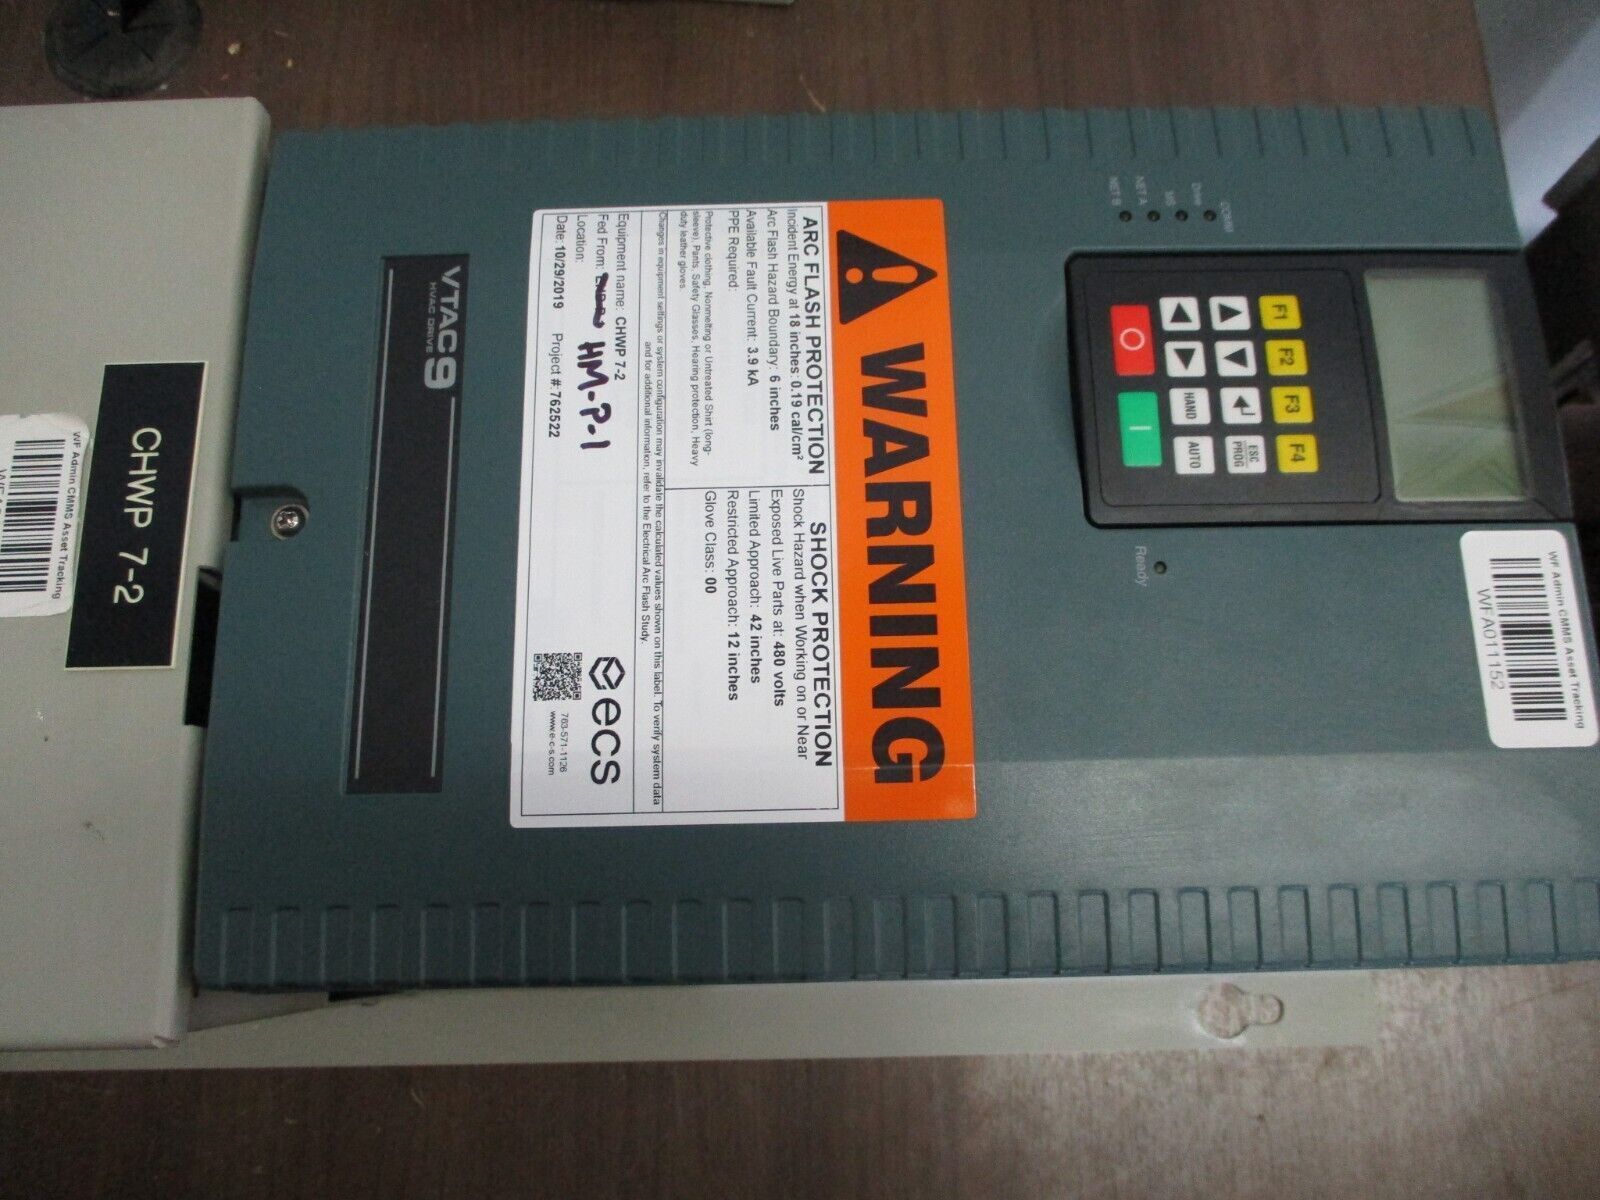 WF Admin CMMS Asset Tracking
WFA011152
COMM
Drive
MS
NET A
NET B
Ready
F1 F2 F3 F4
ESC
PROG
HAND AUTO
WARNING
ARC FLASH PROTECTION
Incident Energy at 18 inches: 0.19 cal/cm²
Arc Flash Hazard Boundary: 6 inches
Available Fault Current: 3.9 kA
PPE Required:
Protective clothing, Nonmelting or Untreated Shirt (long-
sleeve), Pants, Safety Glasses, Hearing protection, Heavy
duty leather gloves.
SHOCK PROTECTION
Shock Hazard when Working on or Near
Exposed Live Parts at: 480 volts
Limited Approach: 42 inches
Restricted Approach: 12 inches
Glove Class: 00
Changes in equipment settings or system configuration may invalidate the calculated values shown on this label. To verify system data
and for additional information, refer to the Electrical Arc Flash Study.
Equipment name: CHWP 7-2
Fed From: HM-P-1
Location:
Date: 10/29/2019 Project #: 762522
ecs
763-571-1126
www.e-c-s.com
VTAC 9
HVAC DRIVE
CHWP 7-2
WF Admin CMMS Asset Tracking